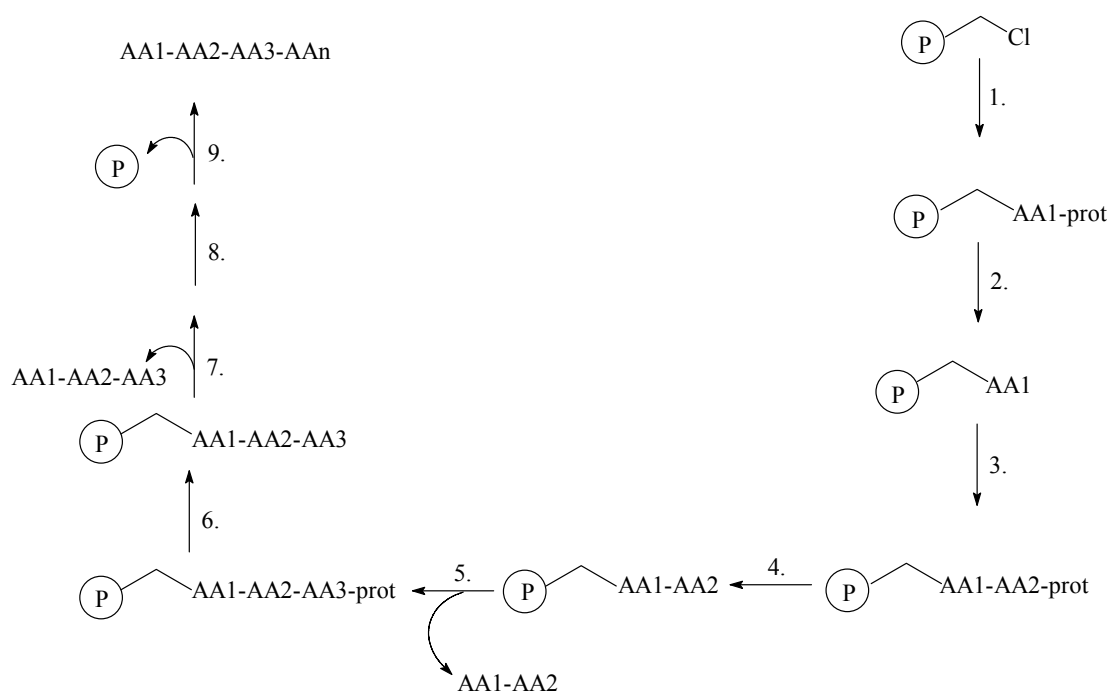 P
Cl
1.
P
AA1-prot
2.
P
AA1
3.
P
AA1-AA2-prot
4.
P
AA1-AA2
5.
AA1-AA2
P
AA1-AA2-AA3-prot
6.
P
AA1-AA2-AA3
7.
AA1-AA2-AA3
8.
9.
P
AA1-AA2-AA3-AAn